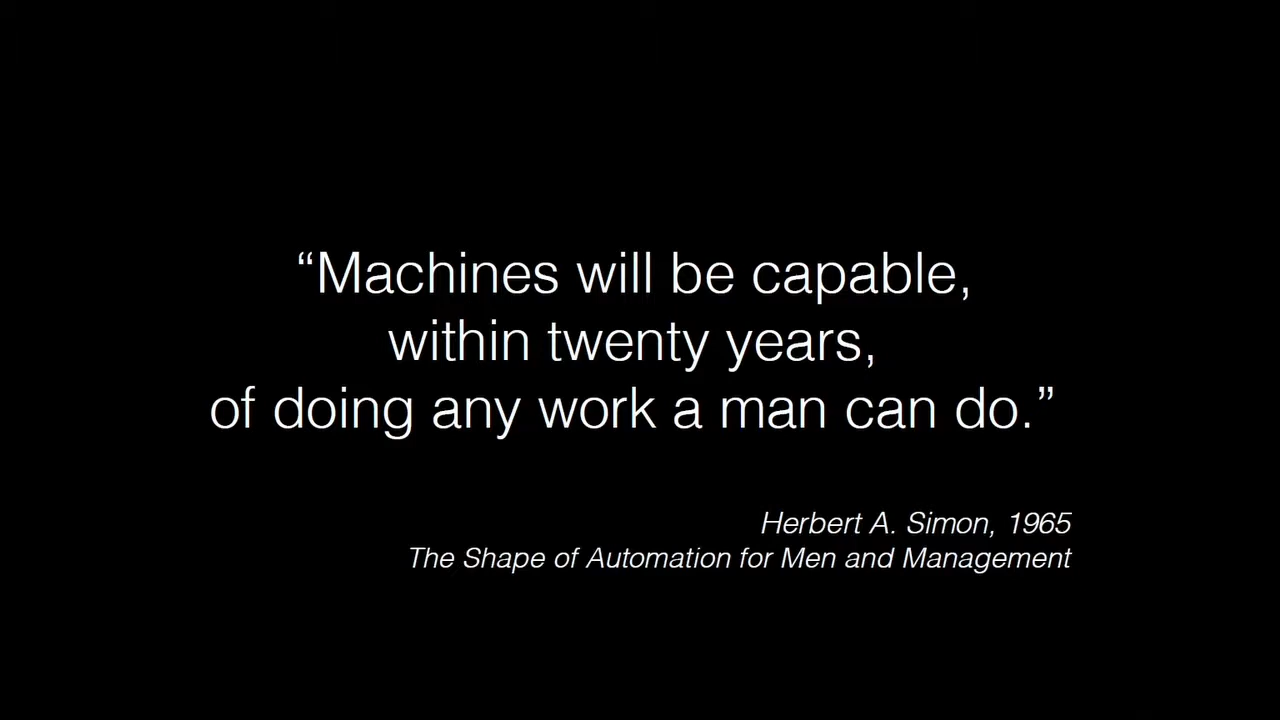 “Machines will be capable,
within twenty years,
of doing any work a man can do.”
Herbert A. Simon, 1965
The Shape of Automation for Men and Management